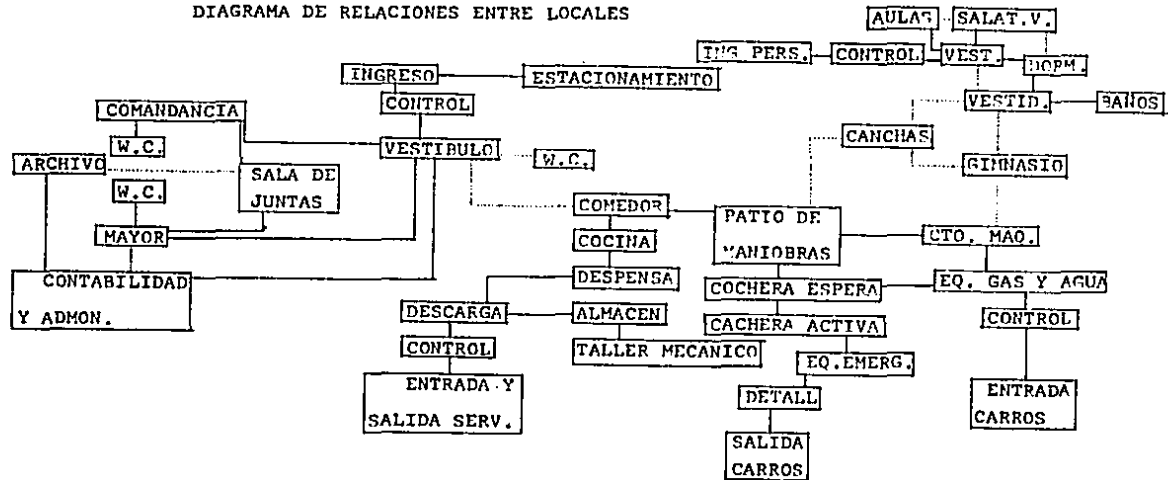 DIAGRAMA DE RELACIONES ENTRE LOCALES
AULAS
SALA T.V.
ING PERS.
CONTROL
VEST.
DORM.
INGRESO
ESTACIONAMIENTO
CONTROL
VESTID.
BAÑOS
COMANDANCIA
CANCHAS
W.C.
VESTIBULO
W.C.
ARCHIVO
SALA DE
JUNTAS
GIMNASIO
W.C.
COMEDOR
PATIO DE
MANIOBRAS
MAYOR
COCINA
CTO. MAQ.
CONTABILIDAD
Y ADMON.
DESPENSA
COCHERA ESPERA
EQ. GAS Y AGUA
DESCARGA
ALMACEN
CACHERA ACTIVA
CONTROL
CONTROL
TALLER MECANICO
EQ.EMERG.
ENTRADA Y
SALIDA SERV.
DETALL
ENTRADA
CARROS
SALIDA
CARROS